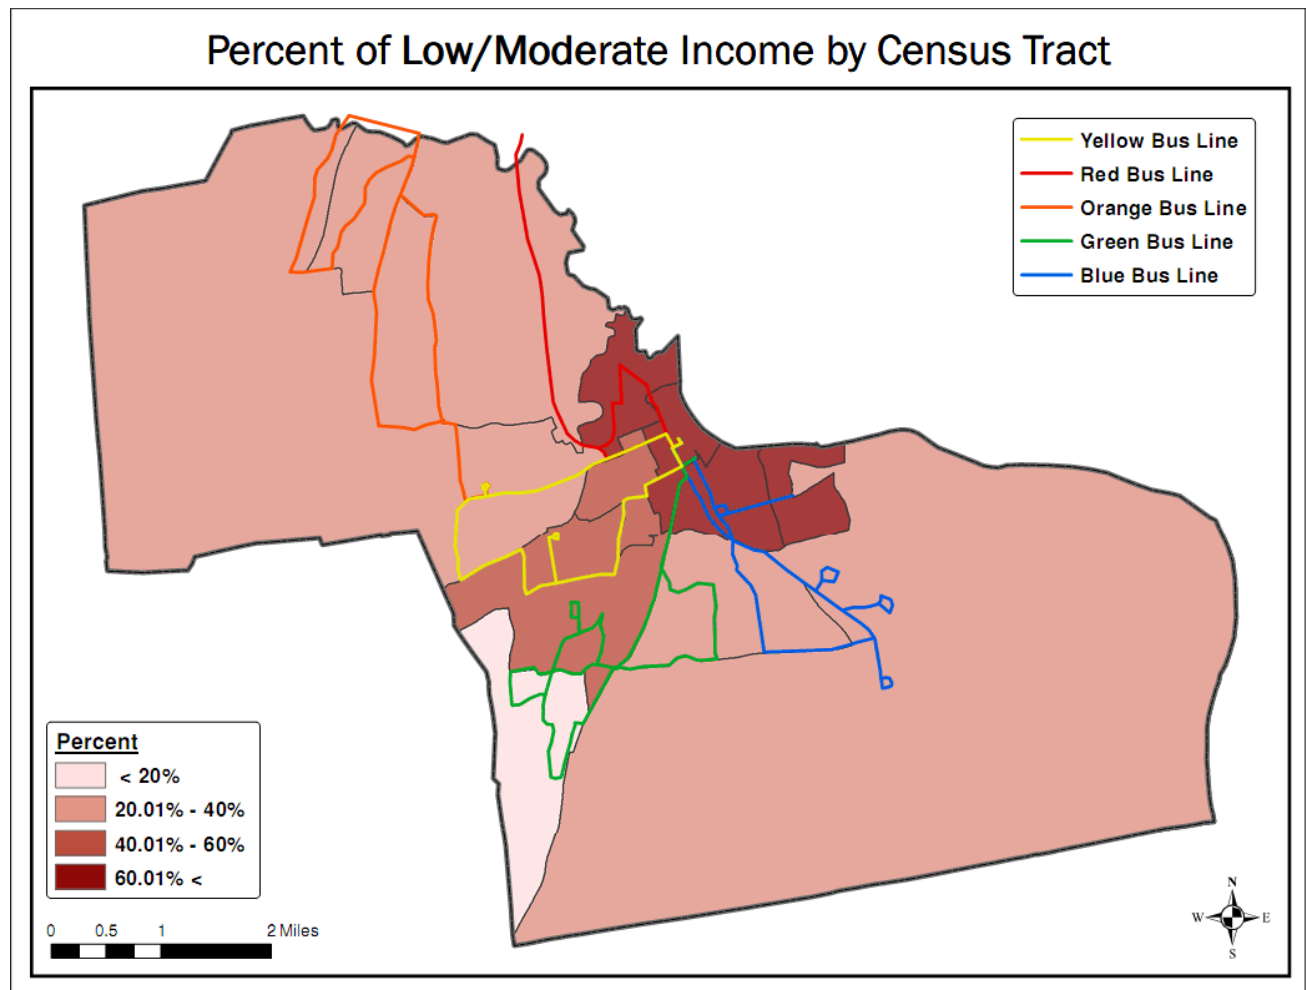 Percent of Low/Moderate Income by Census Tract
Yellow Bus Line
Red Bus Line
Orange Bus Line
Green Bus Line
Blue Bus Line
Percent
< 20%
20.01% - 40%
40.01% - 60%
60.01% <
0 0.5 1 2 Miles
N
W E
S